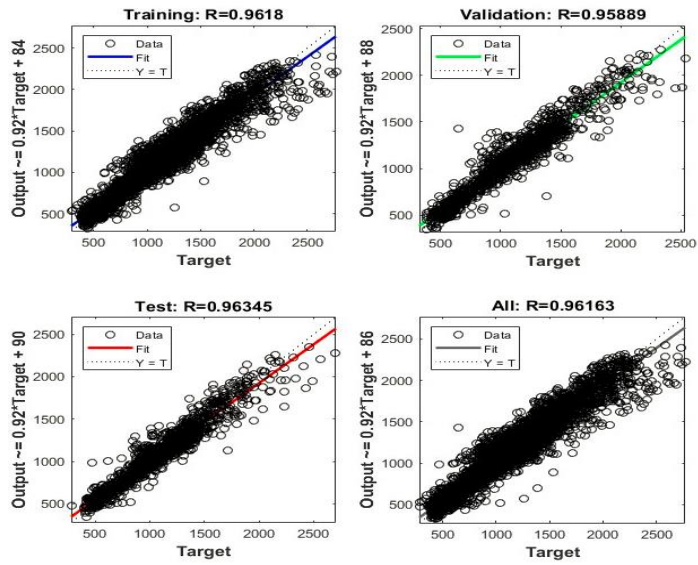 Training: R=0.9618
Output ~= 0.92*Target + 84
2500
2000
1500
1000
500
Data
Fit
Y = T
500 1000 1500 2000 2500
Target
Validation: R=0.95889
Output ~= 0.92*Target + 88
2500
2000
1500
1000
500
Data
Fit
Y = T
500 1000 1500 2000 2500
Target
Test: R=0.96345
Output ~= 0.92*Target + 90
2500
2000
1500
1000
500
Data
Fit
Y = T
500 1000 1500 2000 2500
Target
All: R=0.96163
Output ~= 0.92*Target + 86
2500
2000
1500
1000
500
Data
Fit
Y = T
500 1000 1500 2000 2500
Target